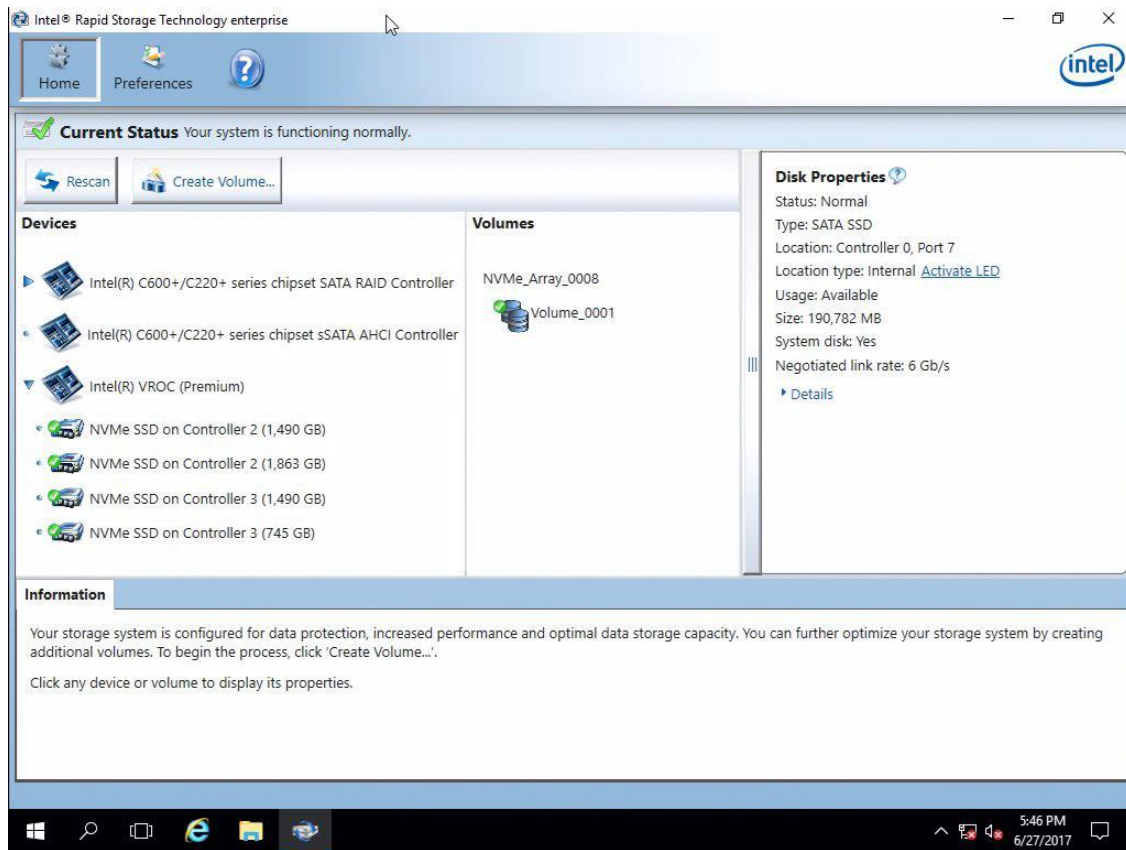 Intel® Rapid Storage Technology enterprise
Home
Preferences
?
intel
Current Status Your system is functioning normally.
Rescan
Create Volume...
Devices
Intel(R) C600+/C220+ series chipset SATA RAID Controller
Intel(R) C600+/C220+ series chipset sSATA AHCI Controller
Intel(R) VROC (Premium)
NVMe SSD on Controller 2 (1,490 GB)
NVMe SSD on Controller 2 (1,863 GB)
NVMe SSD on Controller 3 (1,490 GB)
NVMe SSD on Controller 3 (745 GB)
Volumes
NVMe_Array_0008
Volume_0001
Disk Properties ?
Status: Normal
Type: SATA SSD
Location: Controller 0, Port 7
Location type: Internal Activate LED
Usage: Available
Size: 190,782 MB
System disk: Yes
Negotiated link rate: 6 Gb/s
Details
Information
Your storage system is configured for data protection, increased performance and optimal data storage capacity. You can further optimize your storage system by creating
additional volumes. To begin the process, click 'Create Volume...'.
Click any device or volume to display its properties.
5:46 PM
6/27/2017